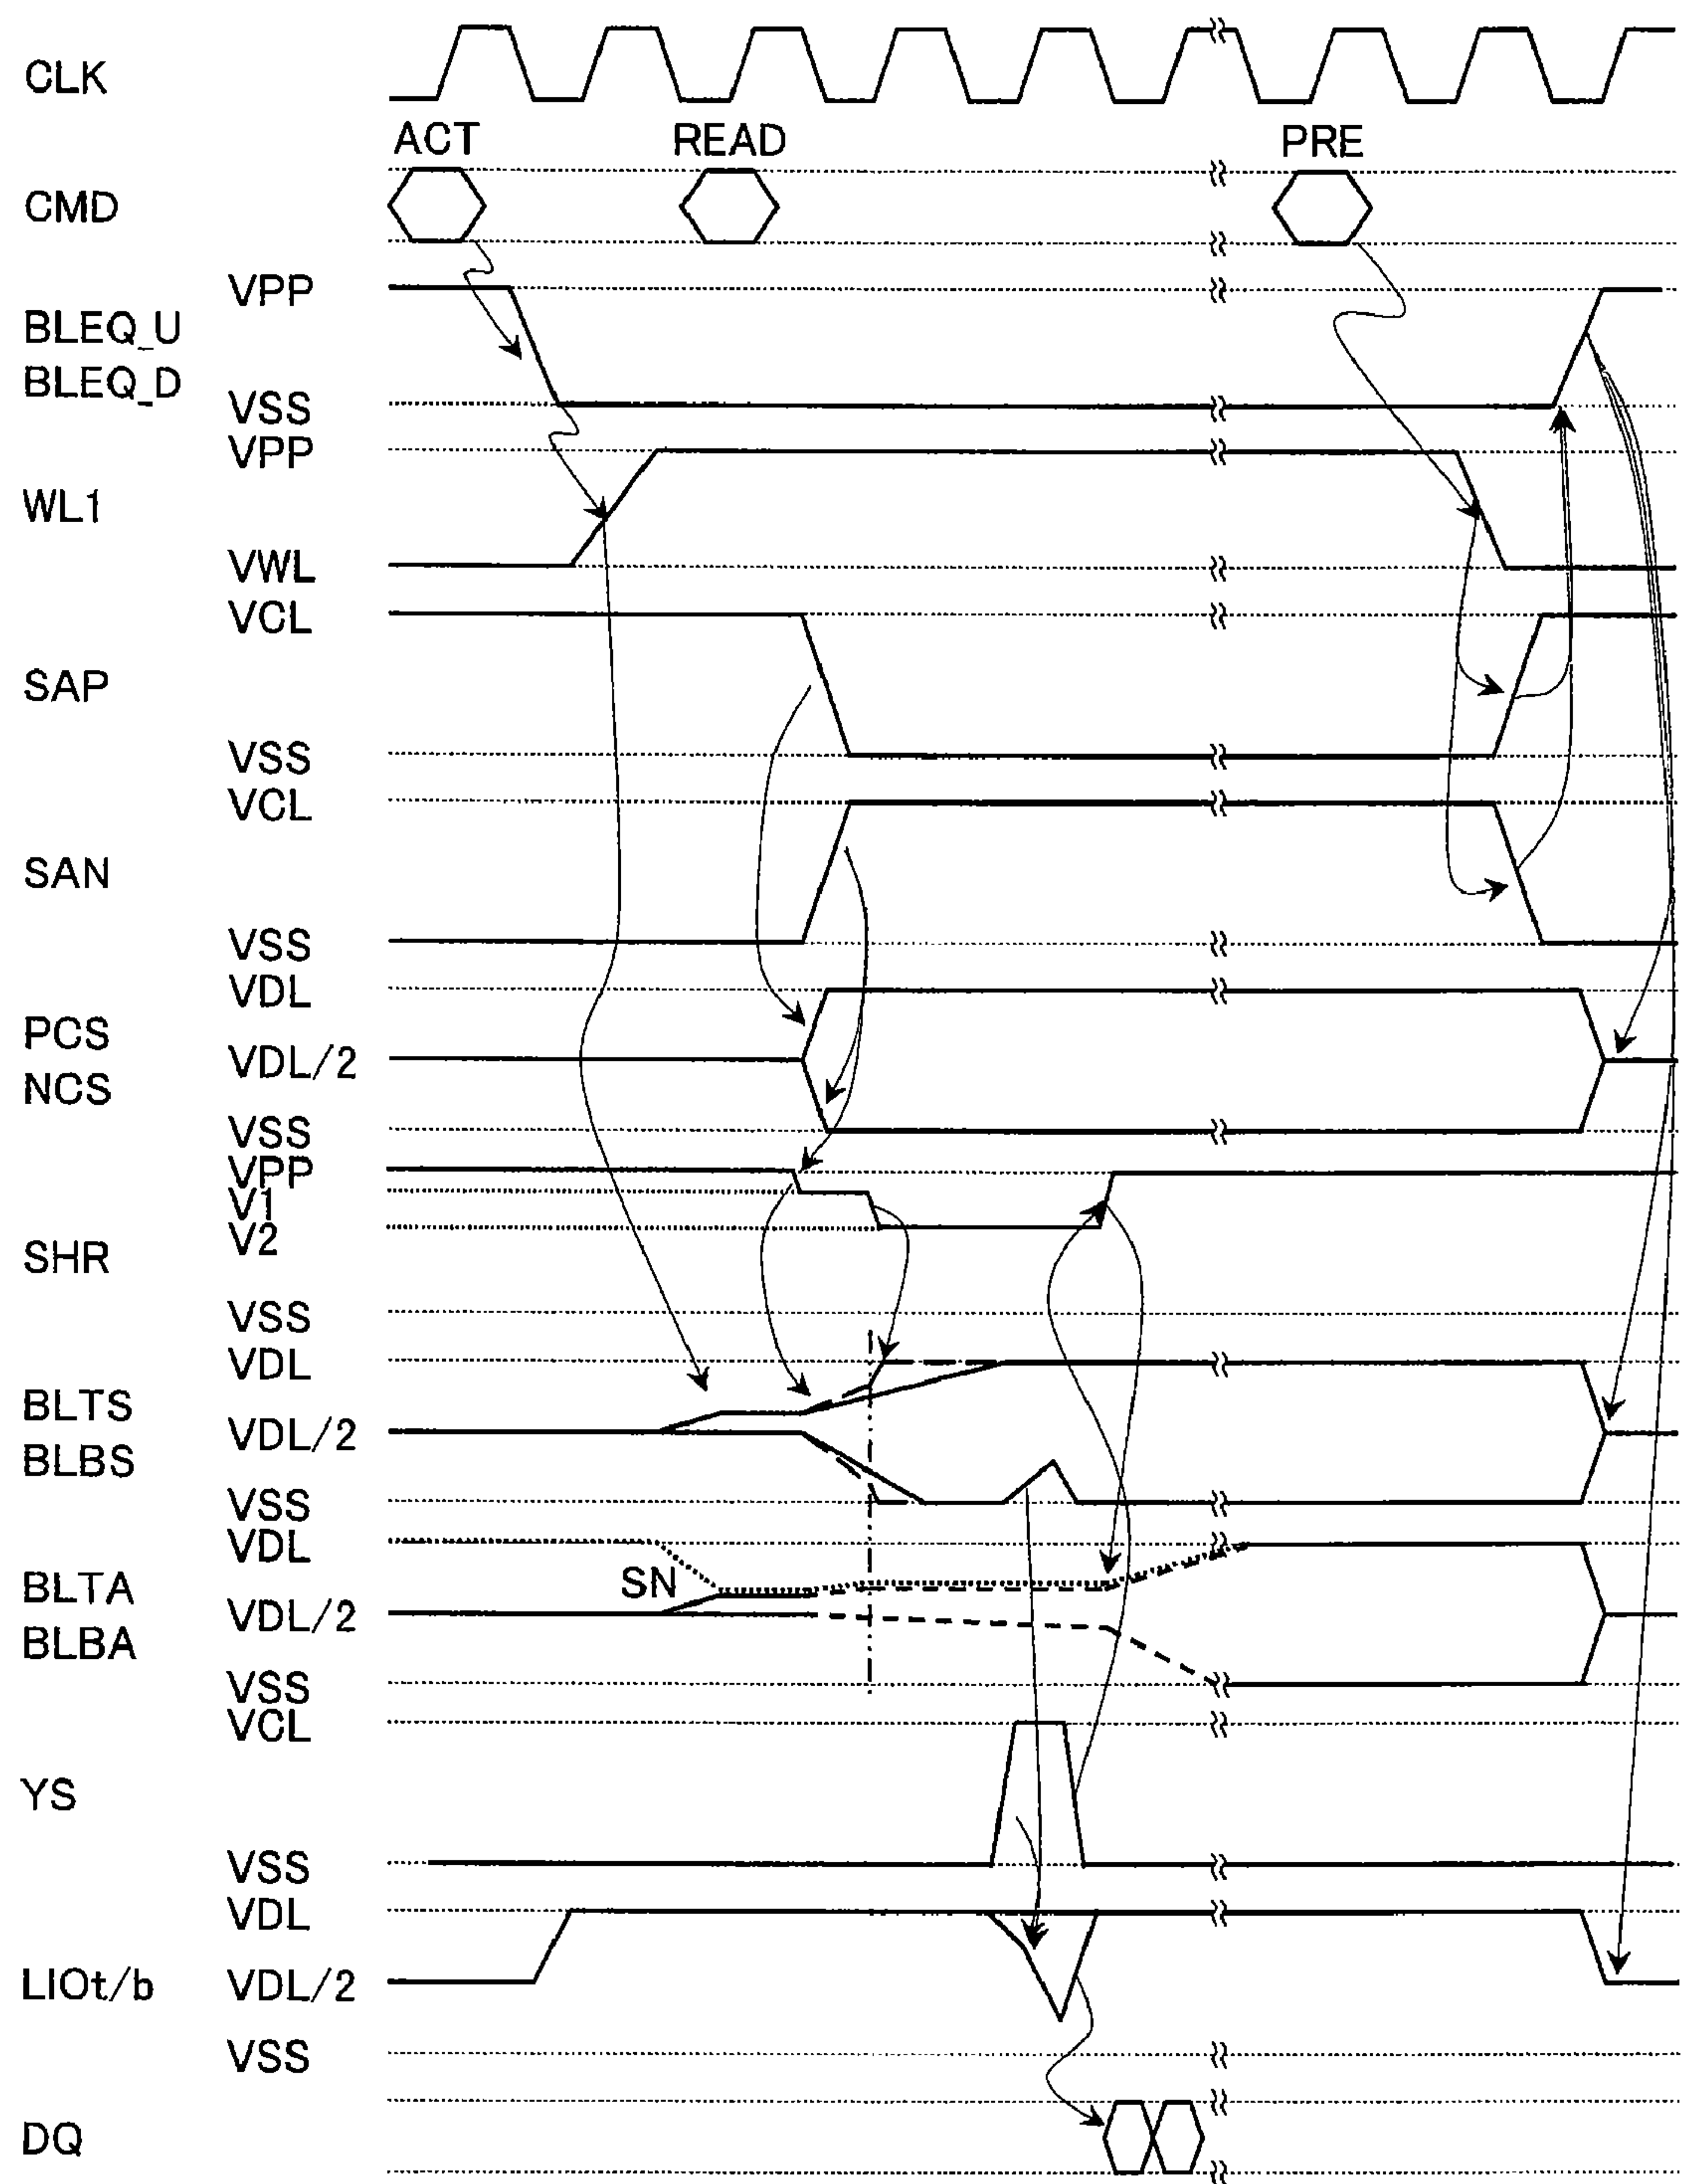 CLK
ACT READ PRE
CMD
VPP
BLEQ_U
BLEQ_D
VSS
VPP
WL1
VWL
VCL
SAP
VSS
VCL
SAN
VSS
VDL
PCS
VDL/2
NCS
VSS
VPP
V1
V2
SHR
VSS
VDL
BLTS
VDL/2
BLBS
VSS
VDL
SN
BLTA
VDL/2
BLBA
VSS
VCL
YS
VSS
VDL
LIOt/b VDL/2
VSS
DQ